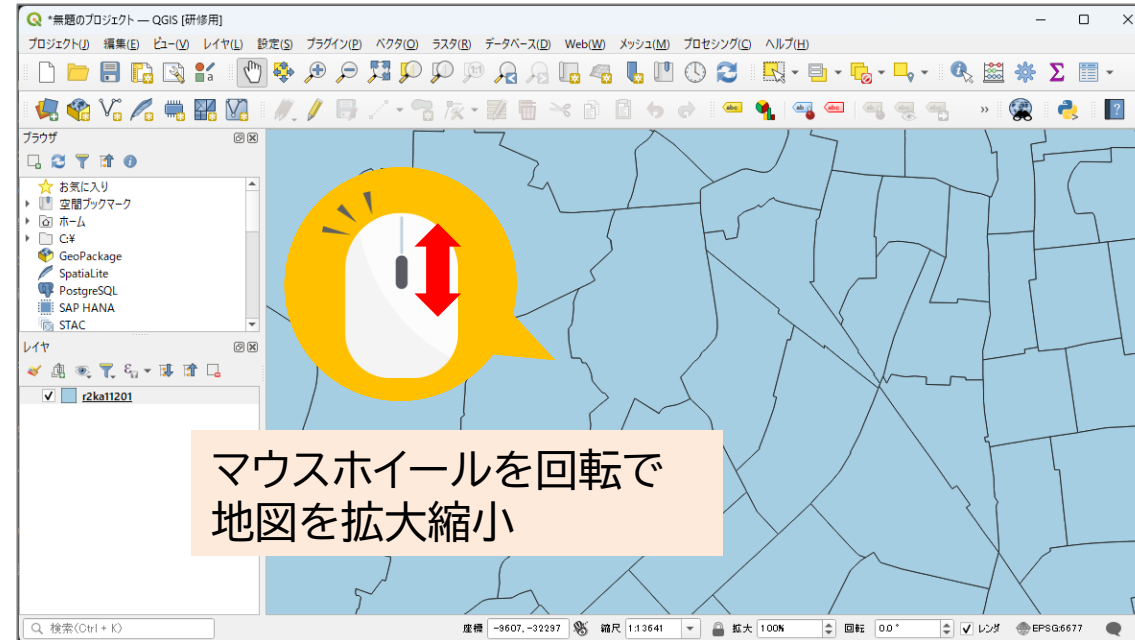 *無題のプロジェクト — QGIS [研修用]
プロジェクト(J) 編集(E) ビュー(V) レイヤ(L) 設定(S) プラグイン(P) ベクタ(O) ラスタ(R) データベース(D) Web(W) メッシュ(M) プロセシング(C) ヘルプ(H)
ブラウザ
お気に入り
空間ブックマーク
ホーム
C:¥
GeoPackage
SpatiaLite
PostgreSQL
SAP HANA
STAC
レイヤ
r2ka11201
マウスホイールを回転で
地図を拡大縮小
検索(Ctrl + K) 座標 -9607,-32297 縮尺 1:13641 拡大 100% 回転 0.0° レンダ EPSG:6677